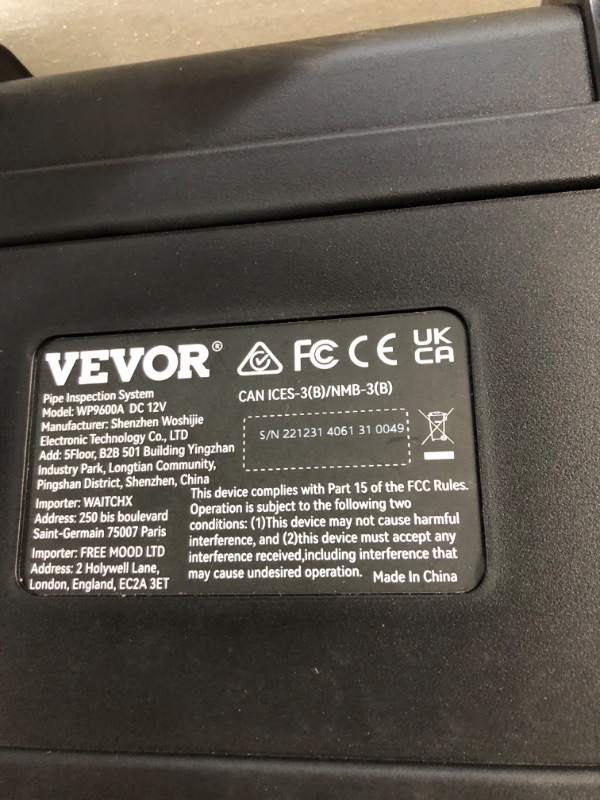 VEVOR®
FC CE UK
CA
Pipe Inspection System
Model: WP9600A DC 12V
Manufacturer: Shenzhen Woshijie
Electronic Technology Co., LTD
Add: 5Floor, B2B 501 Building Yingzhan
Industry Park, Longtian Community,
Pingshan District, Shenzhen, China
Importer: WAITCHX
Address: 250 bis boulevard
Saint-Germain 75007 Paris
Importer: FREE MOOD LTD
Address: 2 Holywell Lane,
London, England, EC2A 3ET
CAN ICES-3(B)/NMB-3(B)
S/N 221231 4061 31 0049
This device complies with Part 15 of the FCC Rules.
Operation is subject to the following two
conditions: (1)This device may not cause harmful
interference, and (2)this device must accept any
interference received,including interference that
may cause undesired operation.
Made In China